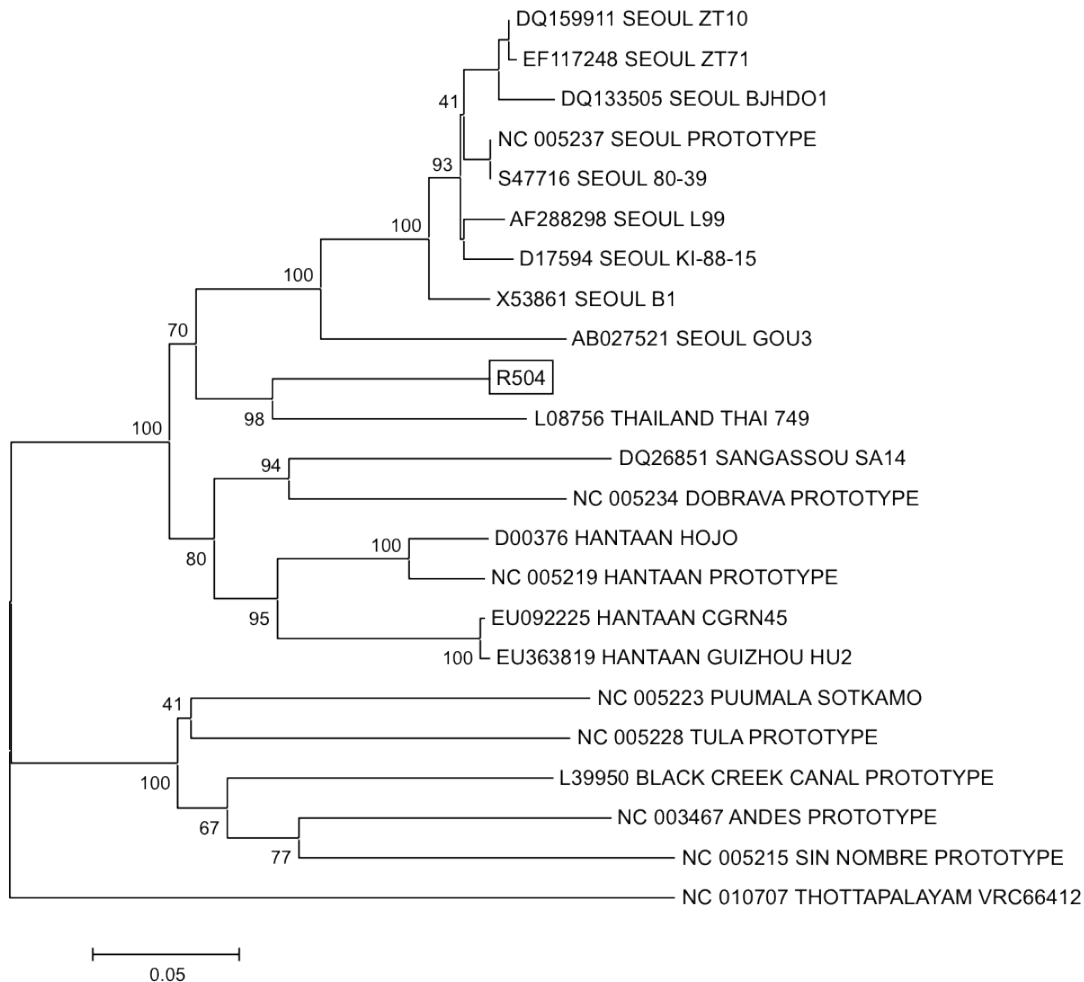 DQ159911 SEOUL ZT10
EF117248 SEOUL ZT71
DQ133505 SEOUL BJHDO1
41
NC 005237 SEOUL PROTOTYPE
93
S47716 SEOUL 80-39
100
AF288298 SEOUL L99
D17594 SEOUL KI-88-15
100
X53861 SEOUL B1
70
AB027521 SEOUL GOU3
R504
98
L08756 THAILAND THAI 749
100
DQ26851 SANGASSOU SA14
94
NC 005234 DOBRAVA PROTOTYPE
D00376 HANTAAN HOJO
100
80
NC 005219 HANTAAN PROTOTYPE
95
EU092225 HANTAAN CGRN45
100
EU363819 HANTAAN GUIZHOU HU2
41
NC 005223 PUUMALA SOTKAMO
NC 005228 TULA PROTOTYPE
100
L39950 BLACK CREEK CANAL PROTOTYPE
67
NC 003467 ANDES PROTOTYPE
77
NC 005215 SIN NOMBRE PROTOTYPE
NC 010707 THOTTAPALAYAM VRC66412
0.05